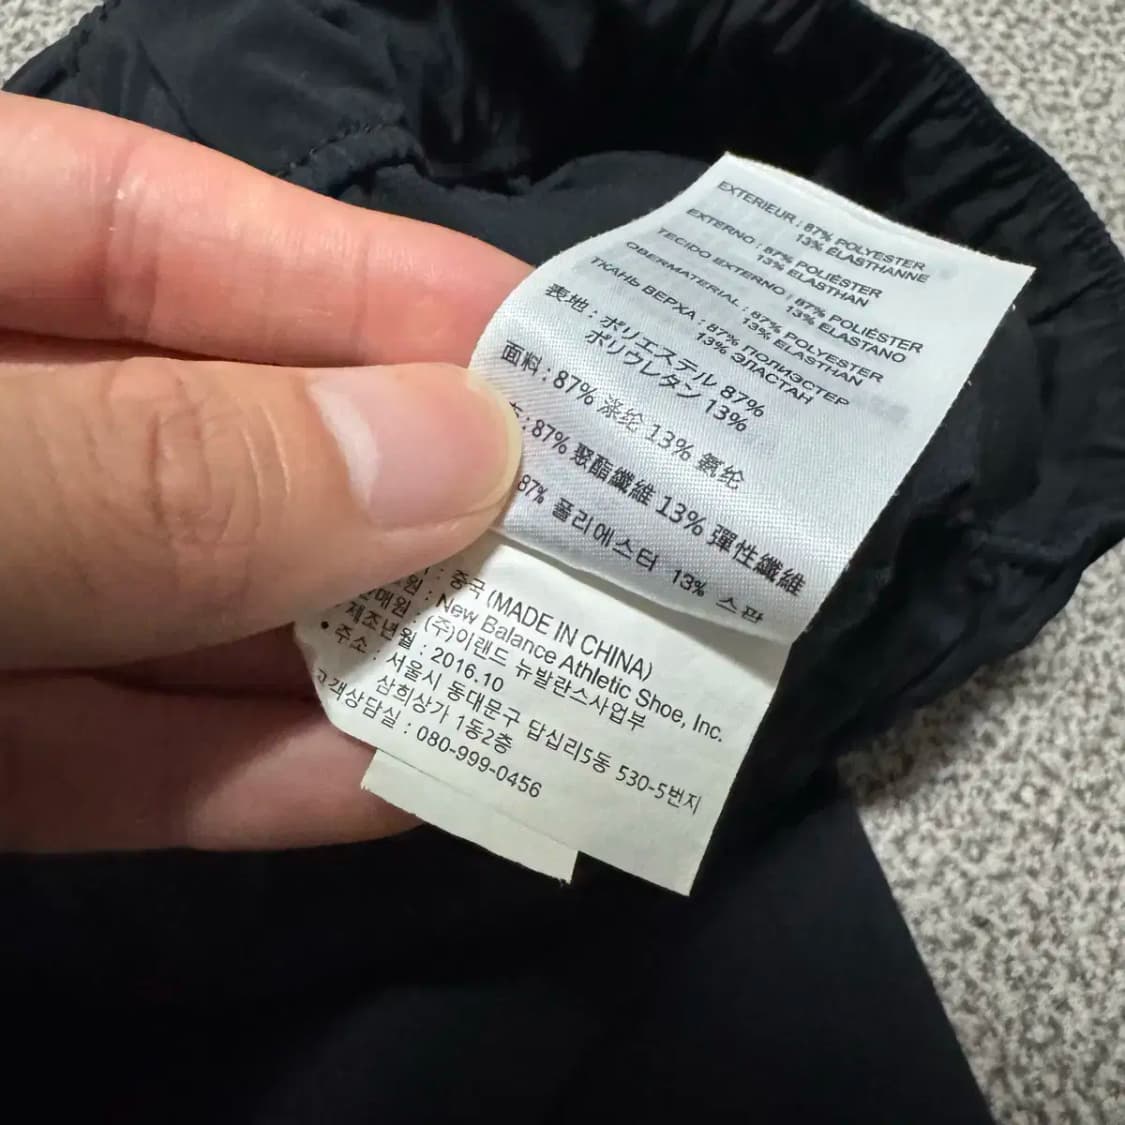 EXTERIEUR : 87% POLYESTER
13% ÉLASTHANNE
EXTERNO : 87% POLIÉSTER
13% ELASTHAN
TECIDO EXTERNO : 87% POLIÉSTER
13% ELASTANO
OBERMATERIAL : 87% POLYESTER
13% ELASTHAN
ТКАНЬ ВЕРХА : 87% ПОЛИЭСТЕР
13% ЭЛАСТАН
表地 : ポリエステル 87%
ポリウレタン 13%
面料 : 87% 涤纶 13% 氨纶
: 87% 聚酯纖維 13% 彈性纖維
87% 폴리에스터 13% 스판
: 중국 (MADE IN CHINA)
원 : New Balance Athletic Shoe, Inc.
판매원 : (주)이랜드 뉴발란스사업부
제조년월 : 2016.10
• 주소 : 서울시 동대문구 답십리5동 530-5번지
삼희상가 1동2층
고객상담실 : 080-999-0456